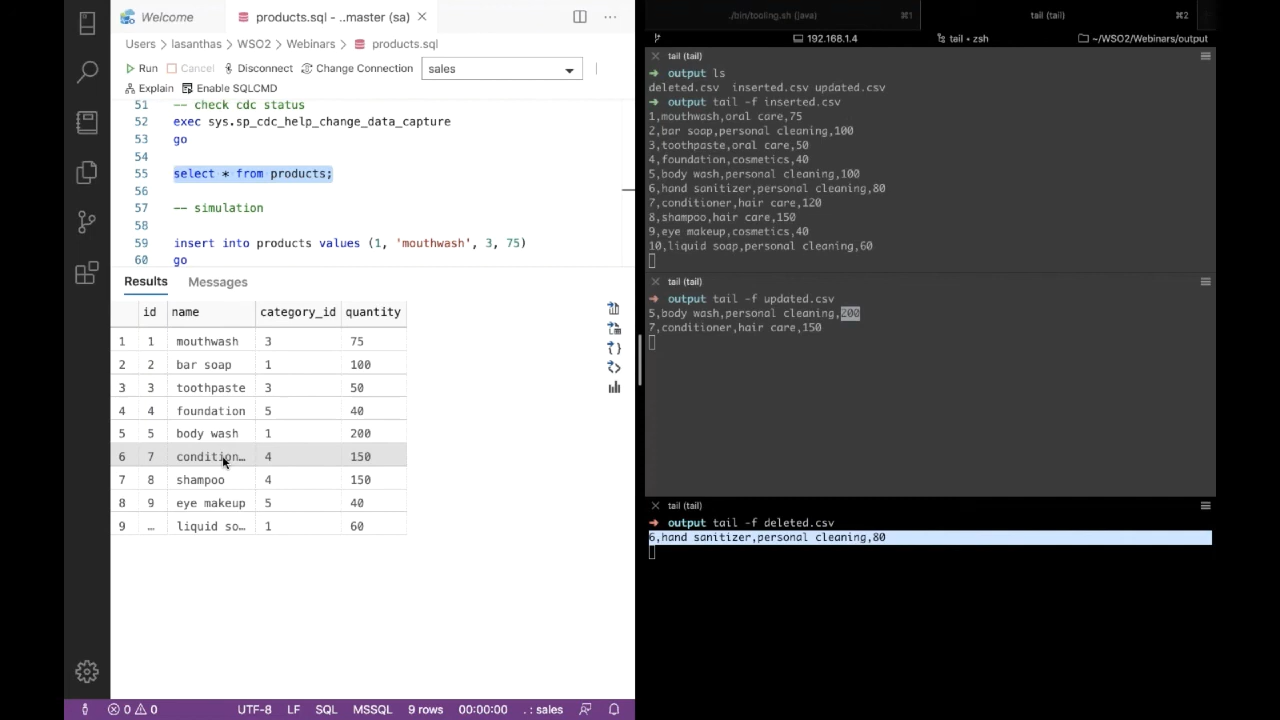 Welcome
products.sql - ..master (sa)
Users > lasanthas > WSO2 > Webinars > products.sql
Run Cancel Disconnect Change Connection sales
Explain Enable SQLCMD
51 -- check cdc status
52 exec sys.sp_cdc_help_change_data_capture
53 go
54
55 select * from products;
56
57 -- simulation
58
59 insert into products values (1, 'mouthwash', 3, 75)
60 go
Results Messages
id name category_id quantity
1 1 mouthwash 3 75
2 2 bar soap 1 100
3 3 toothpaste 3 50
4 4 foundation 5 40
5 5 body wash 1 200
6 7 condition… 4 150
7 8 shampoo 4 150
8 9 eye makeup 5 40
9 … liquid so… 1 60
0 0 UTF-8 LF SQL MSSQL 9 rows 00:00:00 . : sales
./bin/tooling.sh (java) ⌘1 tail (tail) ⌘2
192.168.1.4 tail • zsh ~/WSO2/Webinars/output
tail (tail)
➜ output ls
deleted.csv inserted.csv updated.csv
➜ output tail -f inserted.csv
1,mouthwash,oral care,75
2,bar soap,personal cleaning,100
3,toothpaste,oral care,50
4,foundation,cosmetics,40
5,body wash,personal cleaning,100
6,hand sanitizer,personal cleaning,80
7,conditioner,hair care,120
8,shampoo,hair care,150
9,eye makeup,cosmetics,40
10,liquid soap,personal cleaning,60
tail (tail)
➜ output tail -f updated.csv
5,body wash,personal cleaning,200
7,conditioner,hair care,150
tail (tail)
➜ output tail -f deleted.csv
6,hand sanitizer,personal cleaning,80